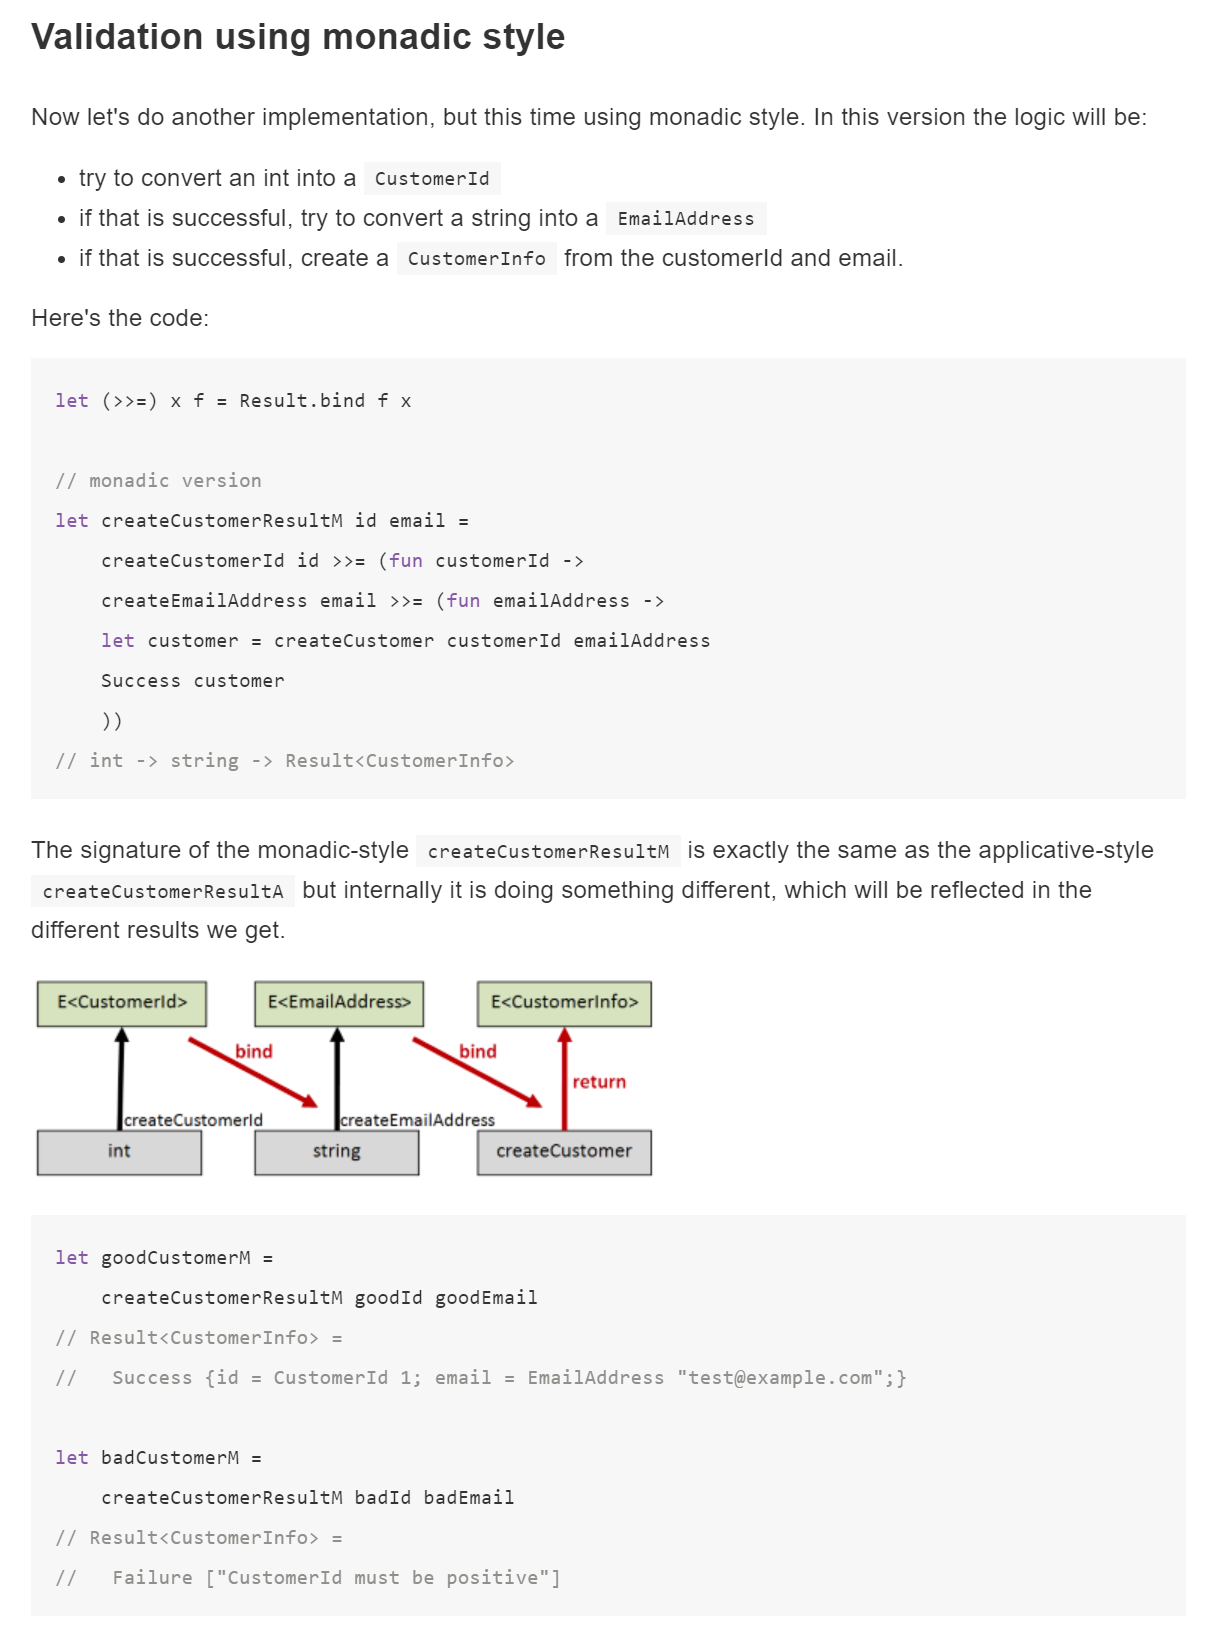 Validation using monadic style
Now let's do another implementation, but this time using monadic style. In this version the logic will be:
• try to convert an int into a CustomerId
• if that is successful, try to convert a string into a EmailAddress
• if that is successful, create a CustomerInfo from the customerId and email.
Here's the code:
let (>>=) x f = Result.bind f x
// monadic version
let createCustomerResultM id email =
    createCustomerId id >>= (fun customerId ->
    createEmailAddress email >>= (fun emailAddress ->
    let customer = createCustomer customerId emailAddress
    Success customer
    ))
// int -> string -> Result<CustomerInfo>
The signature of the monadic-style createCustomerResultM is exactly the same as the applicative-style
createCustomerResultA but internally it is doing something different, which will be reflected in the
different results we get.
E<CustomerId> E<EmailAddress> E<CustomerInfo>
bind bind
return
createCustomerId createEmailAddress
int string createCustomer
let goodCustomerM =
    createCustomerResultM goodId goodEmail
// Result<CustomerInfo> =
//   Success {id = CustomerId 1; email = EmailAddress "test@example.com";}
let badCustomerM =
    createCustomerResultM badId badEmail
// Result<CustomerInfo> =
//   Failure ["CustomerId must be positive"]